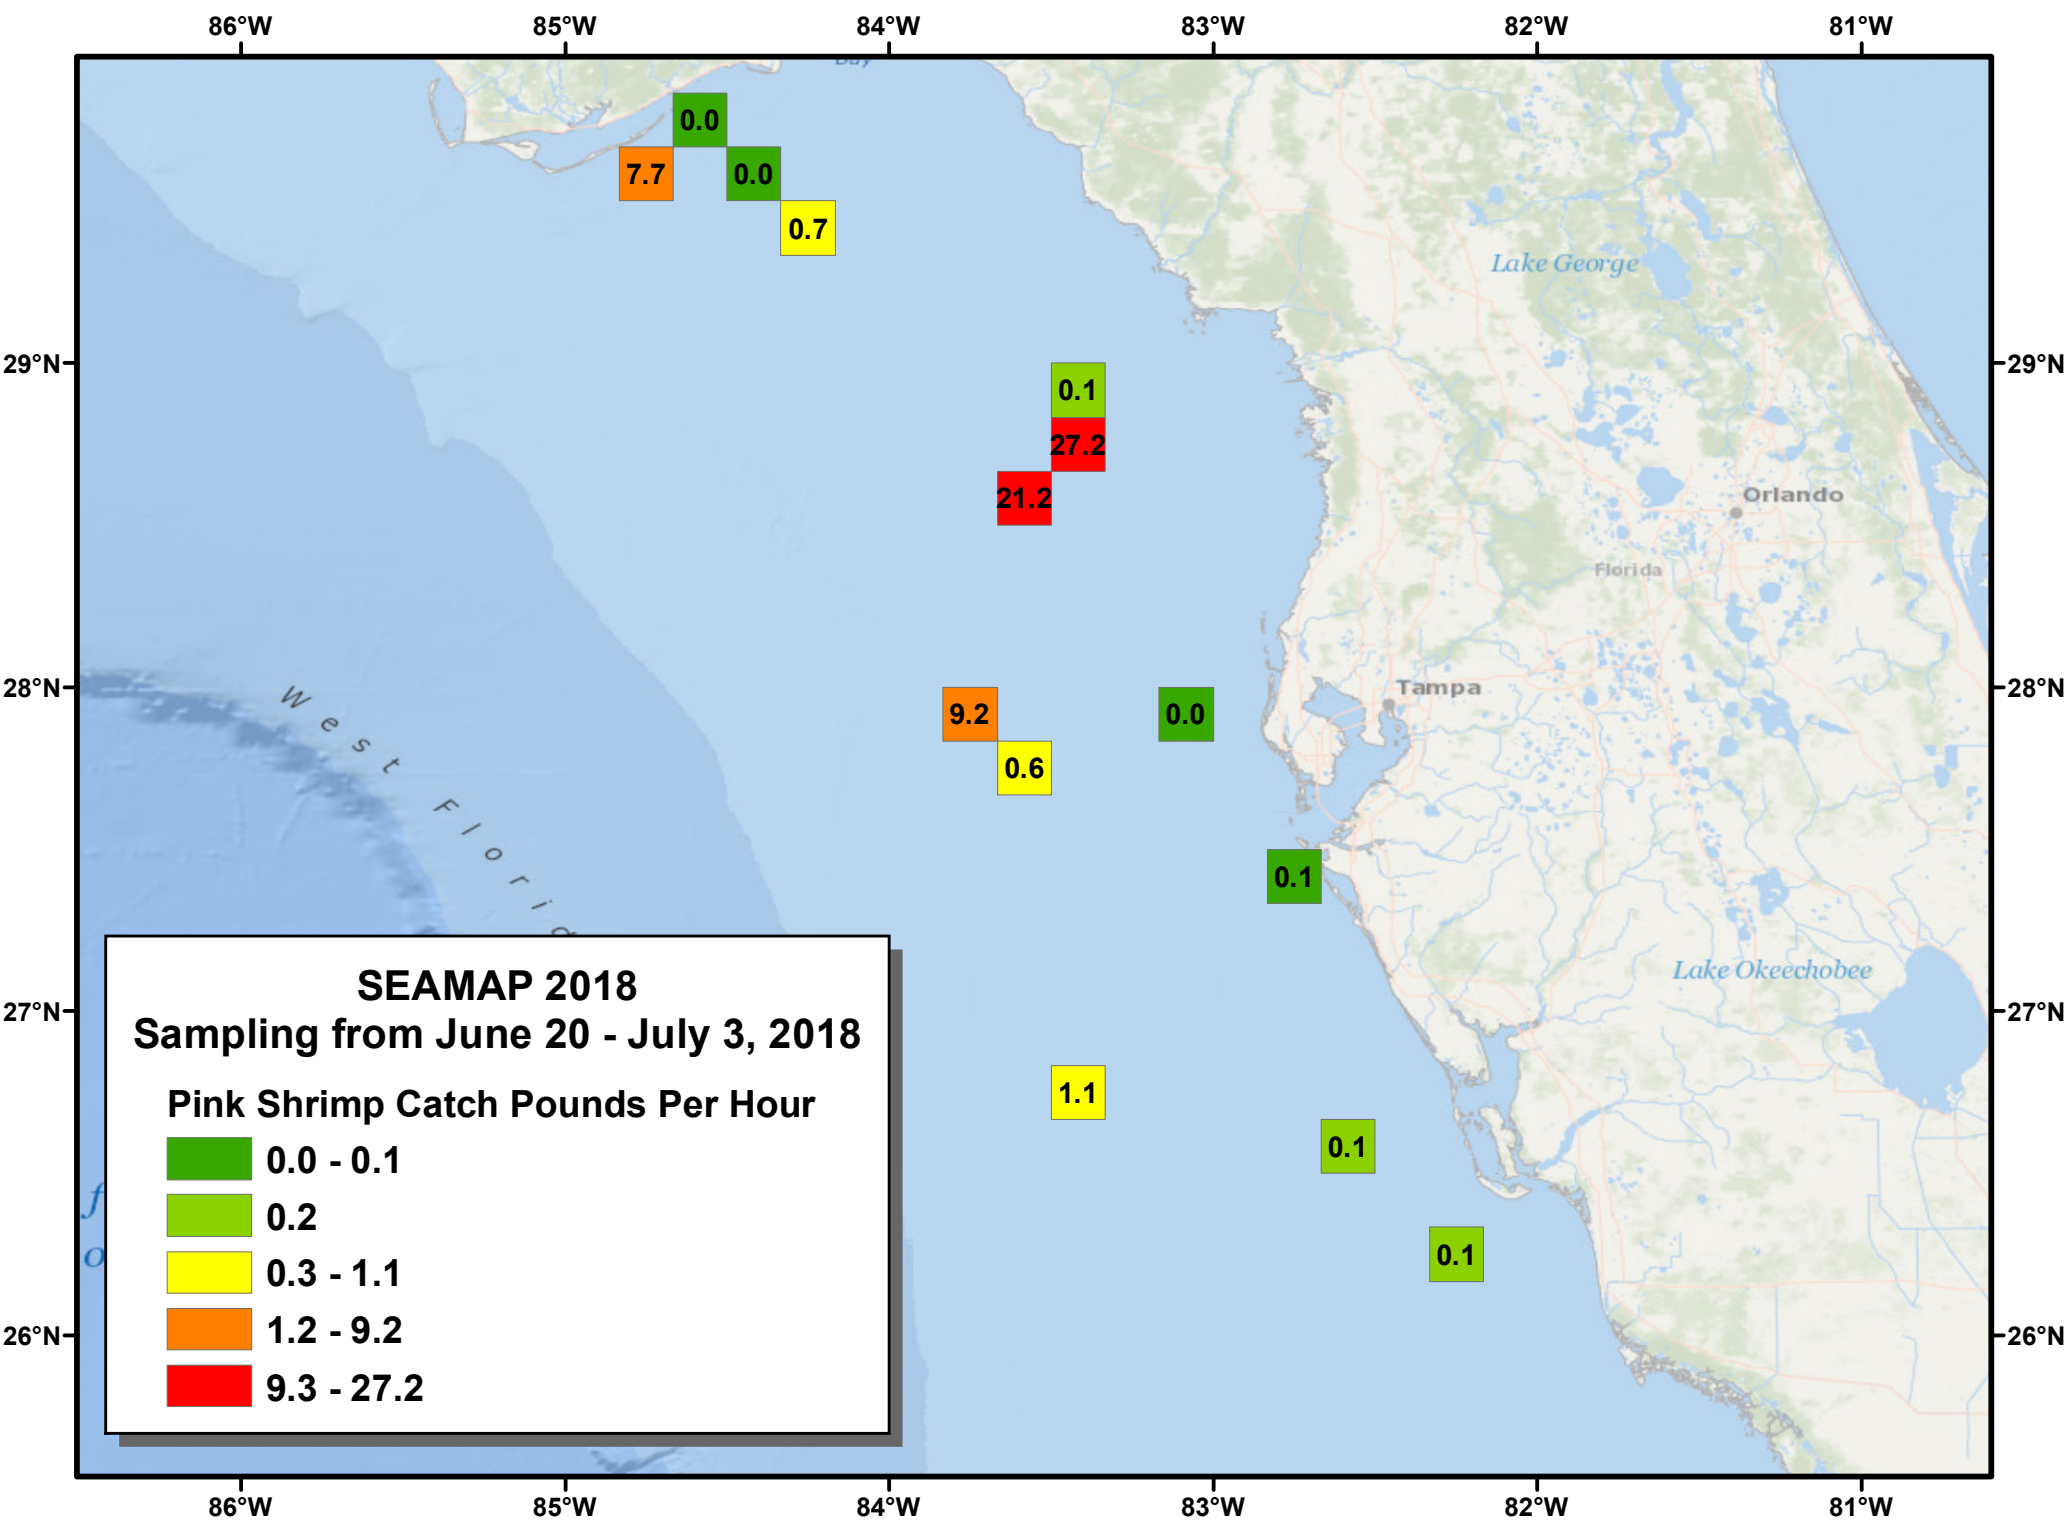 86°W 85°W 84°W 83°W 82°W 81°W
Bay
0.0
7.7 0.0
0.7
Lake George
29°N 29°N
0.1
27.2
21.2
Orlando
Florida
28°N 28°N
West Florid
Tampa
9.2 0.0
0.6
0.1
Lake Okeechobee
SEAMAP 2018
27°N 27°N
Sampling from June 20 - July 3, 2018
1.1
Pink Shrimp Catch Pounds Per Hour
0.0 - 0.1
0.1
f
0.2
o
0.1
0.3 - 1.1
1.2 - 9.2
26°N 26°N
9.3 - 27.2
86°W 85°W 84°W 83°W 82°W 81°W